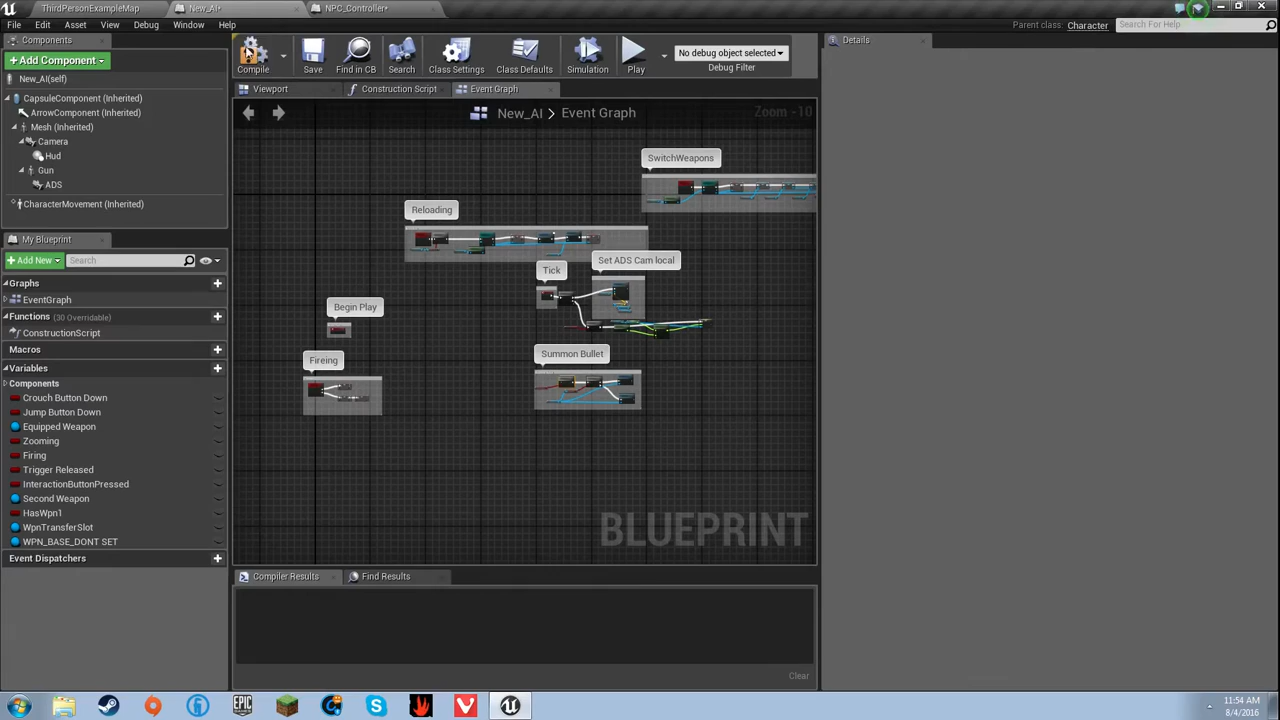 ThirdPersonExampleMap
New_AI*
NPC_Controller*
File Edit Asset View Debug Window Help
Parent class: Character
Search For Help
Components
Add Component
New_AI(self)
CapsuleComponent (Inherited)
ArrowComponent (Inherited)
Mesh (Inherited)
Camera
Hud
Gun
ADS
CharacterMovement (Inherited)
My Blueprint
Add New
Search
Graphs
EventGraph
Functions (30 Overridable)
ConstructionScript
Macros
Variables
Components
Crouch Button Down
Jump Button Down
Equipped Weapon
Zooming
Firing
Trigger Released
InteractionButtonPressed
Second Weapon
HasWpn1
WpnTransferSlot
WPN_BASE_DONT SET
Event Dispatchers
Compile
Save
Find in CB
Search
Class Settings
Class Defaults
Simulation
Play
No debug object selected
Debug Filter
Viewport
Construction Script
Event Graph
New_AI > Event Graph
Zoom -10
SwitchWeapons
Reloading
Tick
Set ADS Cam local
Begin Play
Summon Bullet
Fireing
BLUEPRINT
Compiler Results
Find Results
Clear
Details
EPIC GAMES
11:54 AM
8/4/2016